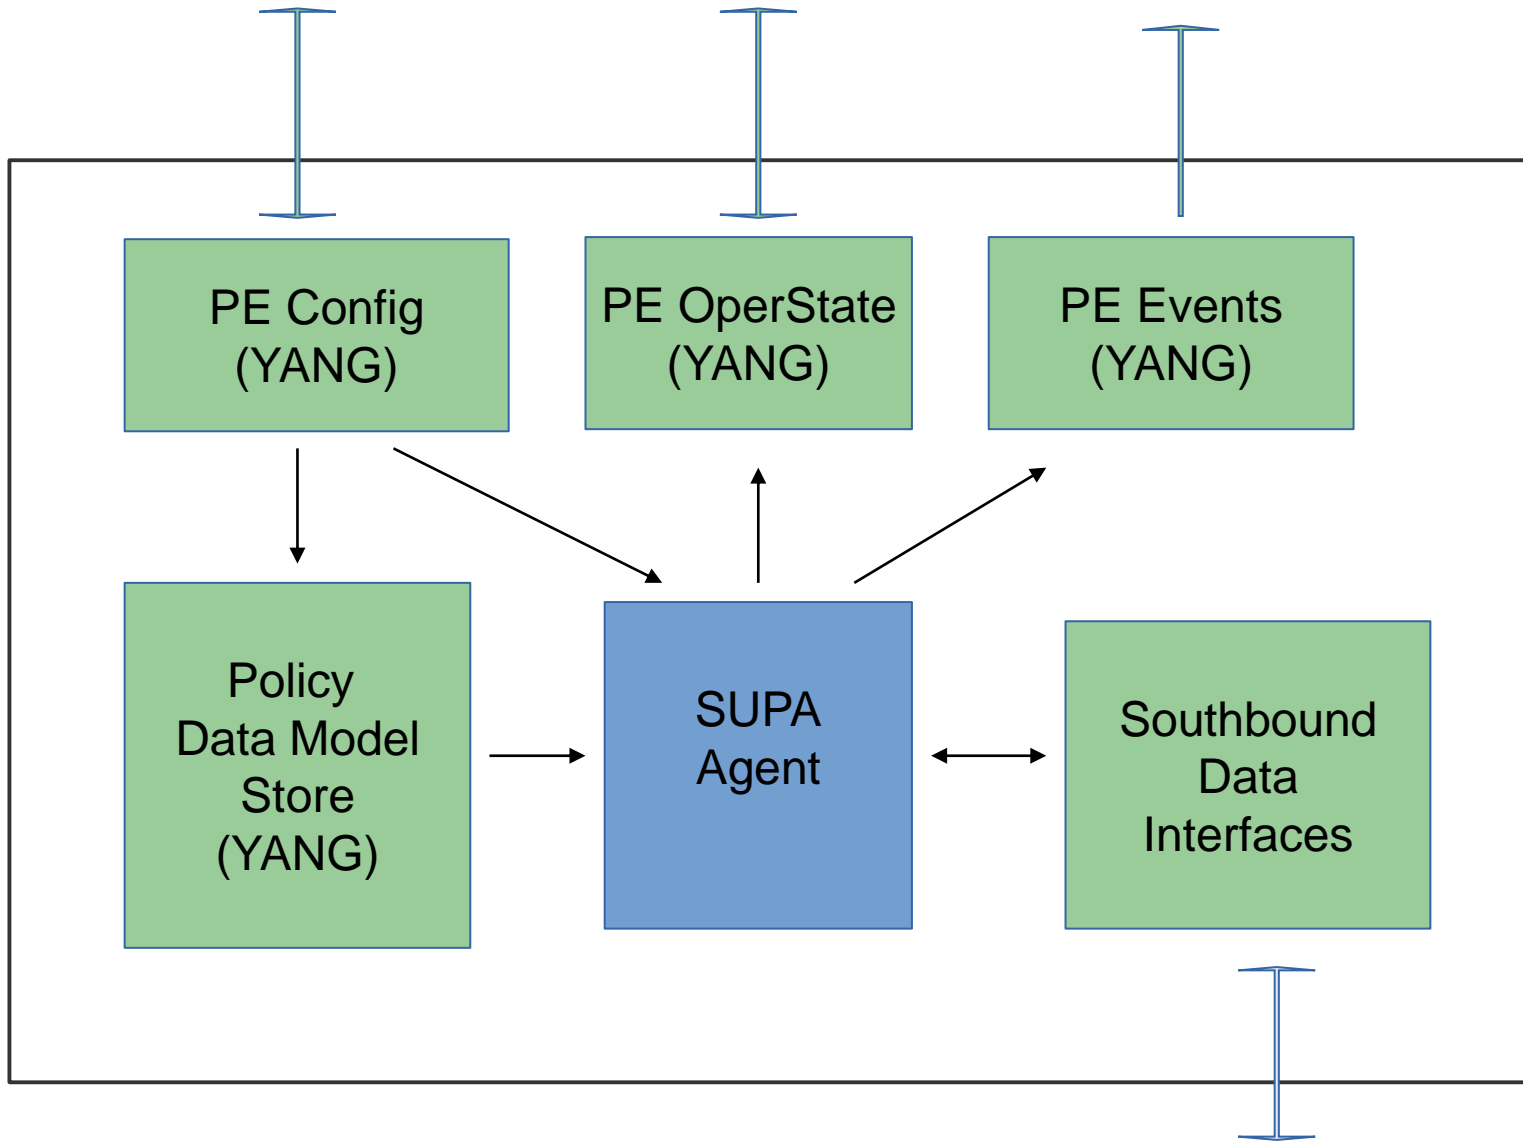 PE Config
(YANG)
PE OperState
(YANG)
PE Events
(YANG)
Policy
Data Model
Store
(YANG)
SUPA
Agent
Southbound
Data
Interfaces